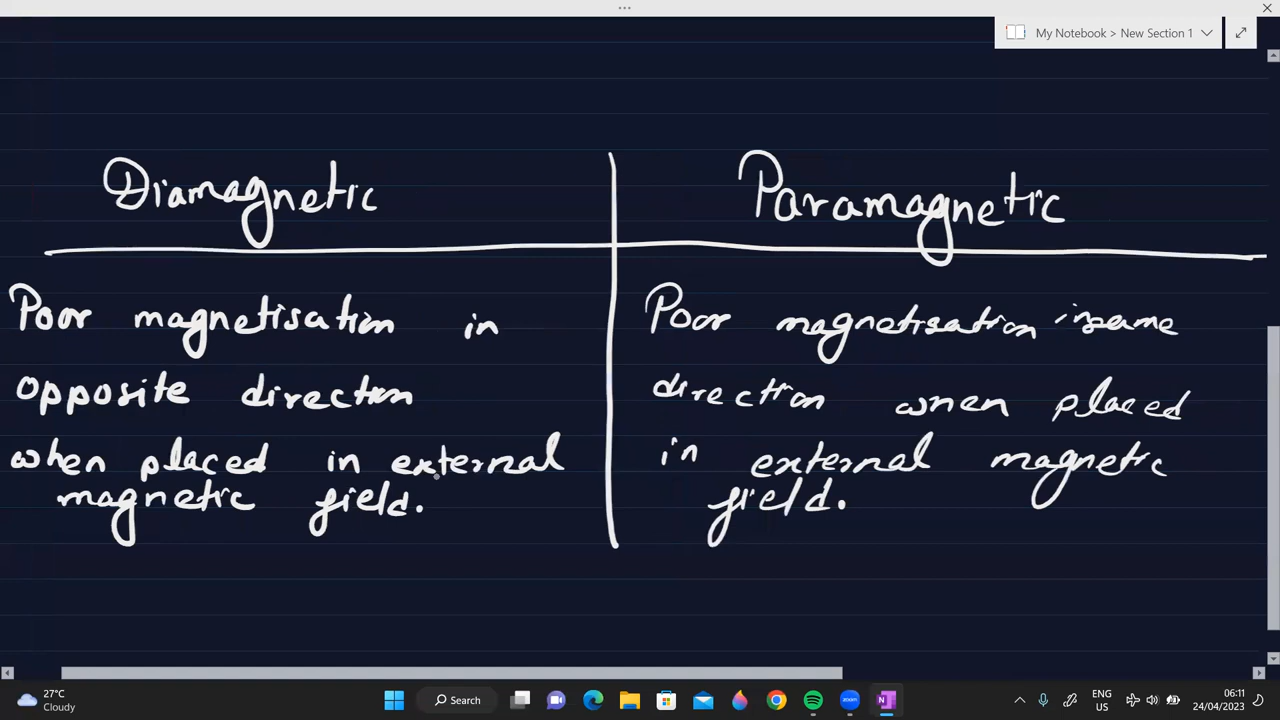 My Notebook > New Section 1
Diamagnetic
Paramagnetic
Poor magnetisation in
opposite direction
when placed in external
magnetic field.
Poor magnetisation in same
direction when placed
in external magnetic
field.
27°C
Cloudy
Search
zoom
N
ENG
US
06:11
24/04/2023